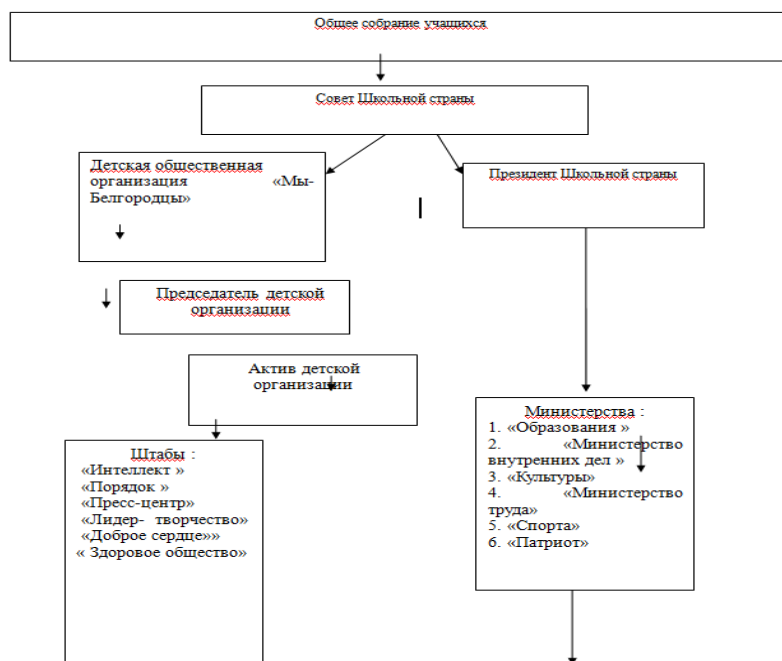 Общее собрание учащихся
Совет Школьной страны
Детская общественная
организация «Мы-
Белгородцы»
Президент Школьной страны
Председатель детской
организации
Актив детской
организации
Министерства :
1. «Образования »
2. «Министерство
внутренних дел »
3. «Культуры»
4. «Министерство
труда»
5. «Спорта»
6. «Патриот»
Штабы :
«Интеллект »
«Порядок »
«Пресс-центр»
«Лидер- творчество»
«Доброе сердце»»
« Здоровое общество»